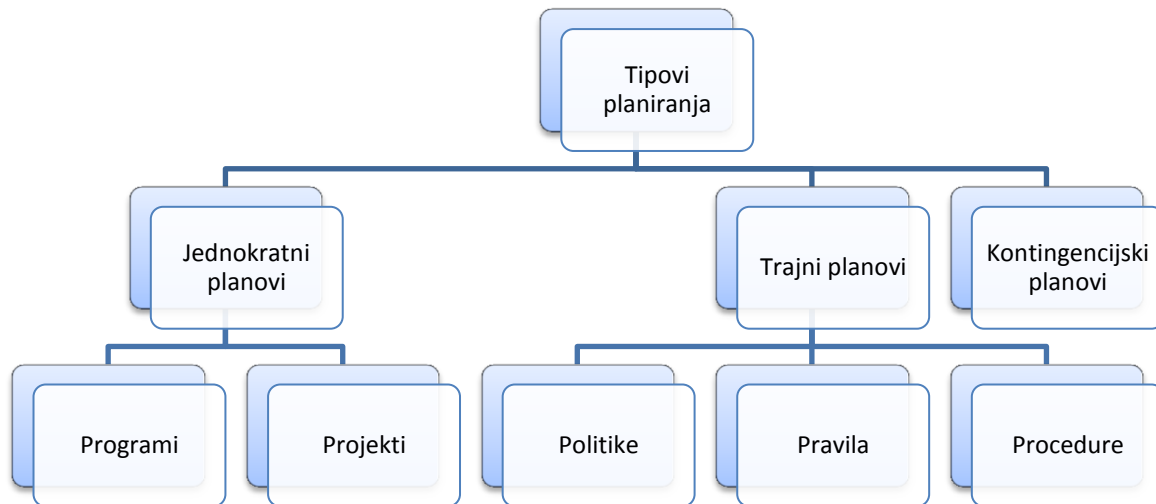 Tipovi
planiranja
Jednokratni
planovi
Trajni planovi
Kontingencijski
planovi
Programi
Projekti
Politike
Pravila
Procedure